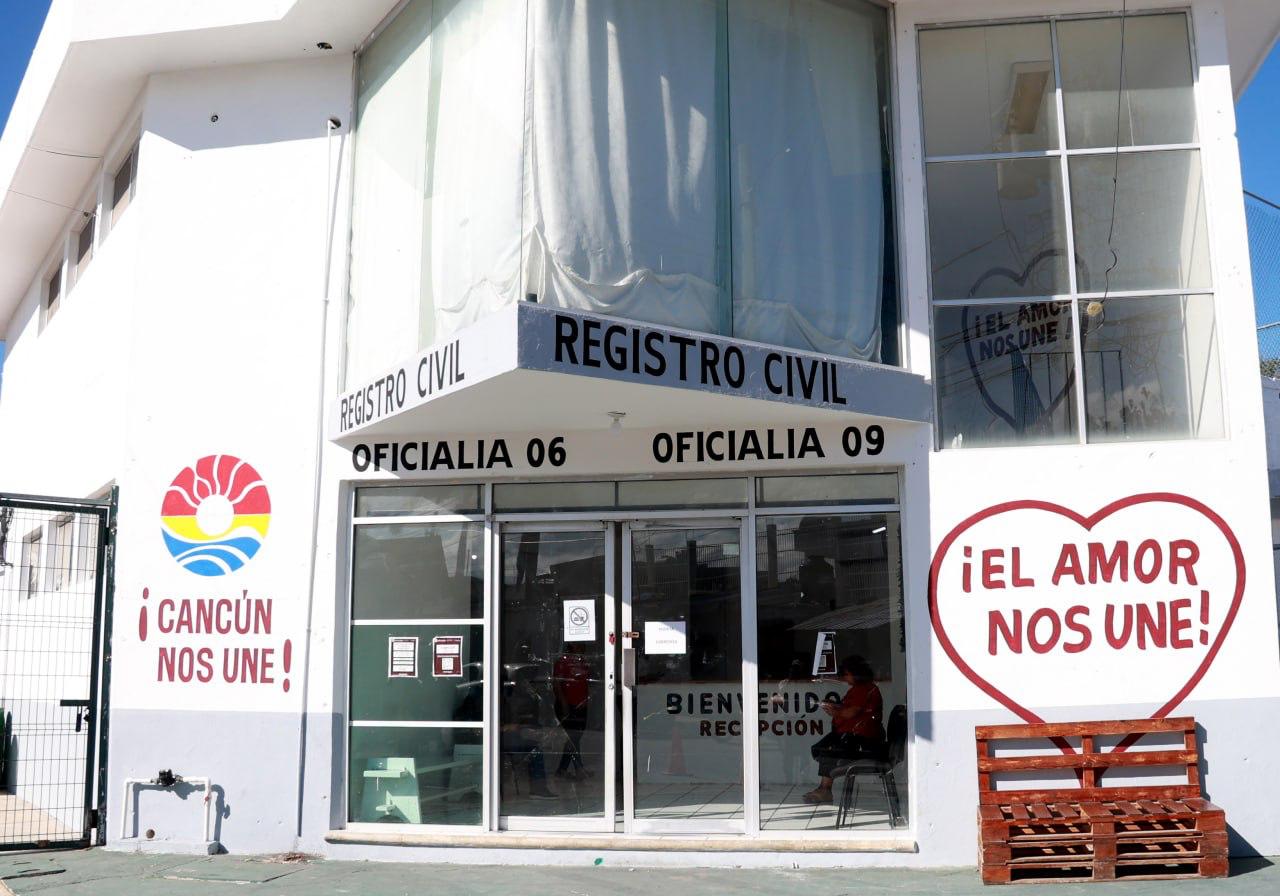 REGISTRO CIVIL
REGISTRO CIVIL
OFICIALIA 06
OFICIALIA 09
¡EL AMOR
NOS UNE!
¡CANCÚN
NOS UNE!
¡EL AMOR
NOS UNE!
BIENVENIDO
RECEPCIÓN